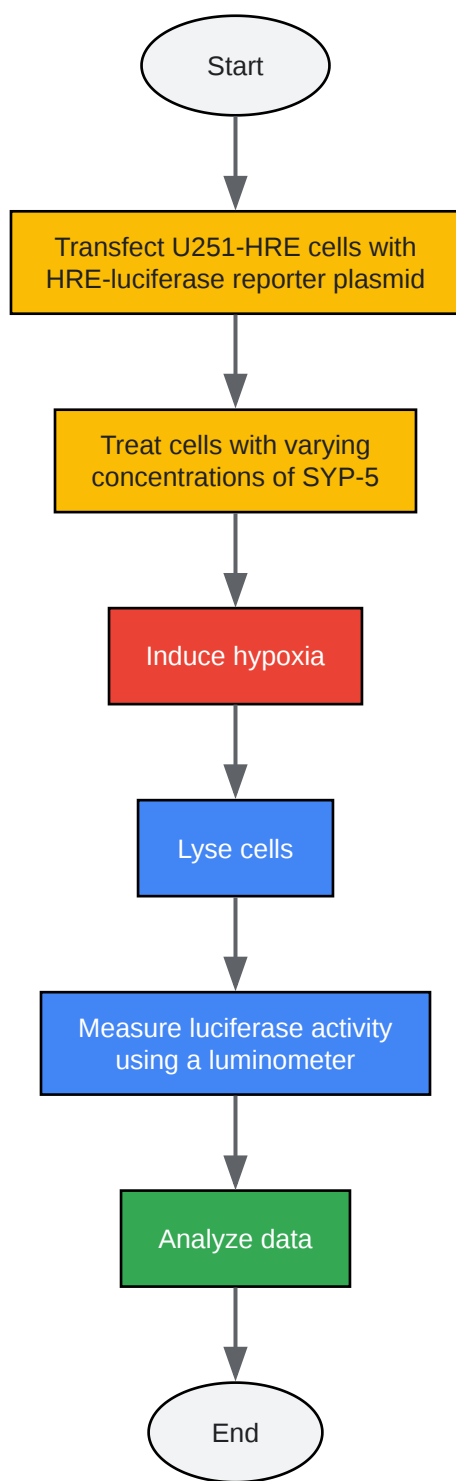 Start
Transfect U251-HRE cells with
HRE-luciferase reporter plasmid
Treat cells with varying
concentrations of SYP-5
Induce hypoxia
Lyse cells
Measure luciferase activity
using a luminometer
Analyze data
End